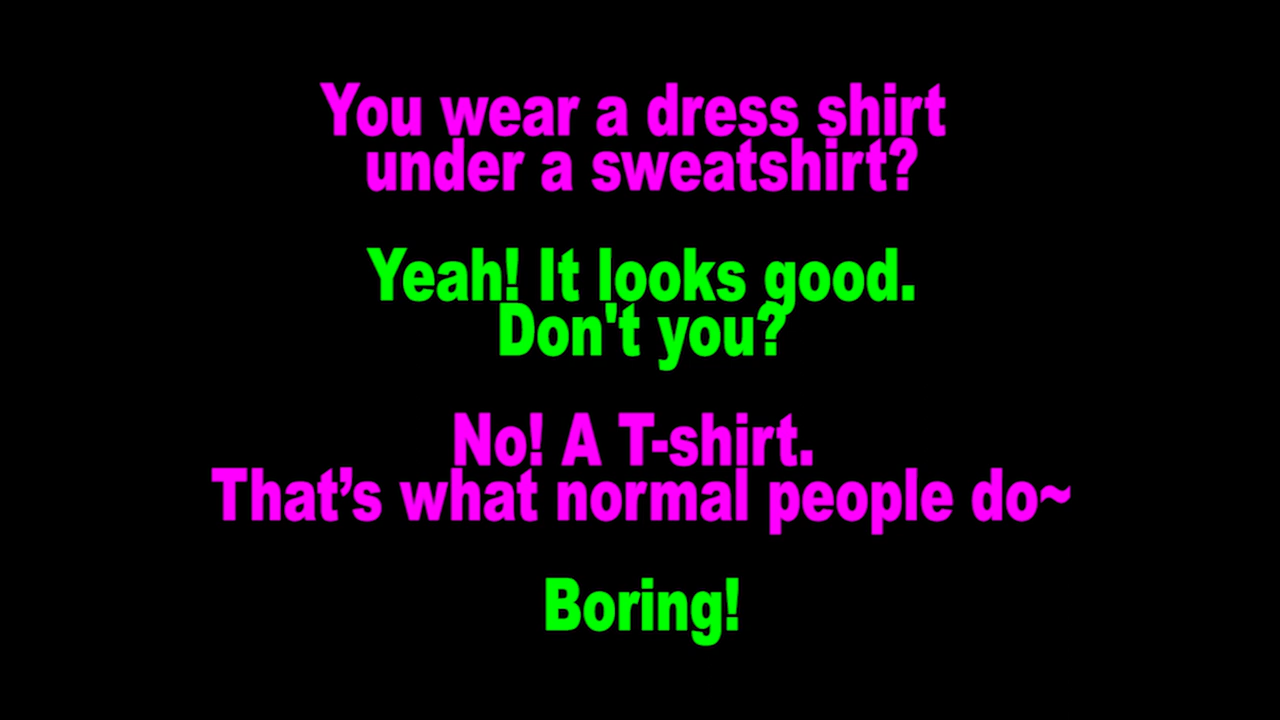 You wear a dress shirt
under a sweatshirt?
Yeah! It looks good.
Don't you?
No! A T-shirt.
That’s what normal people do~
Boring!